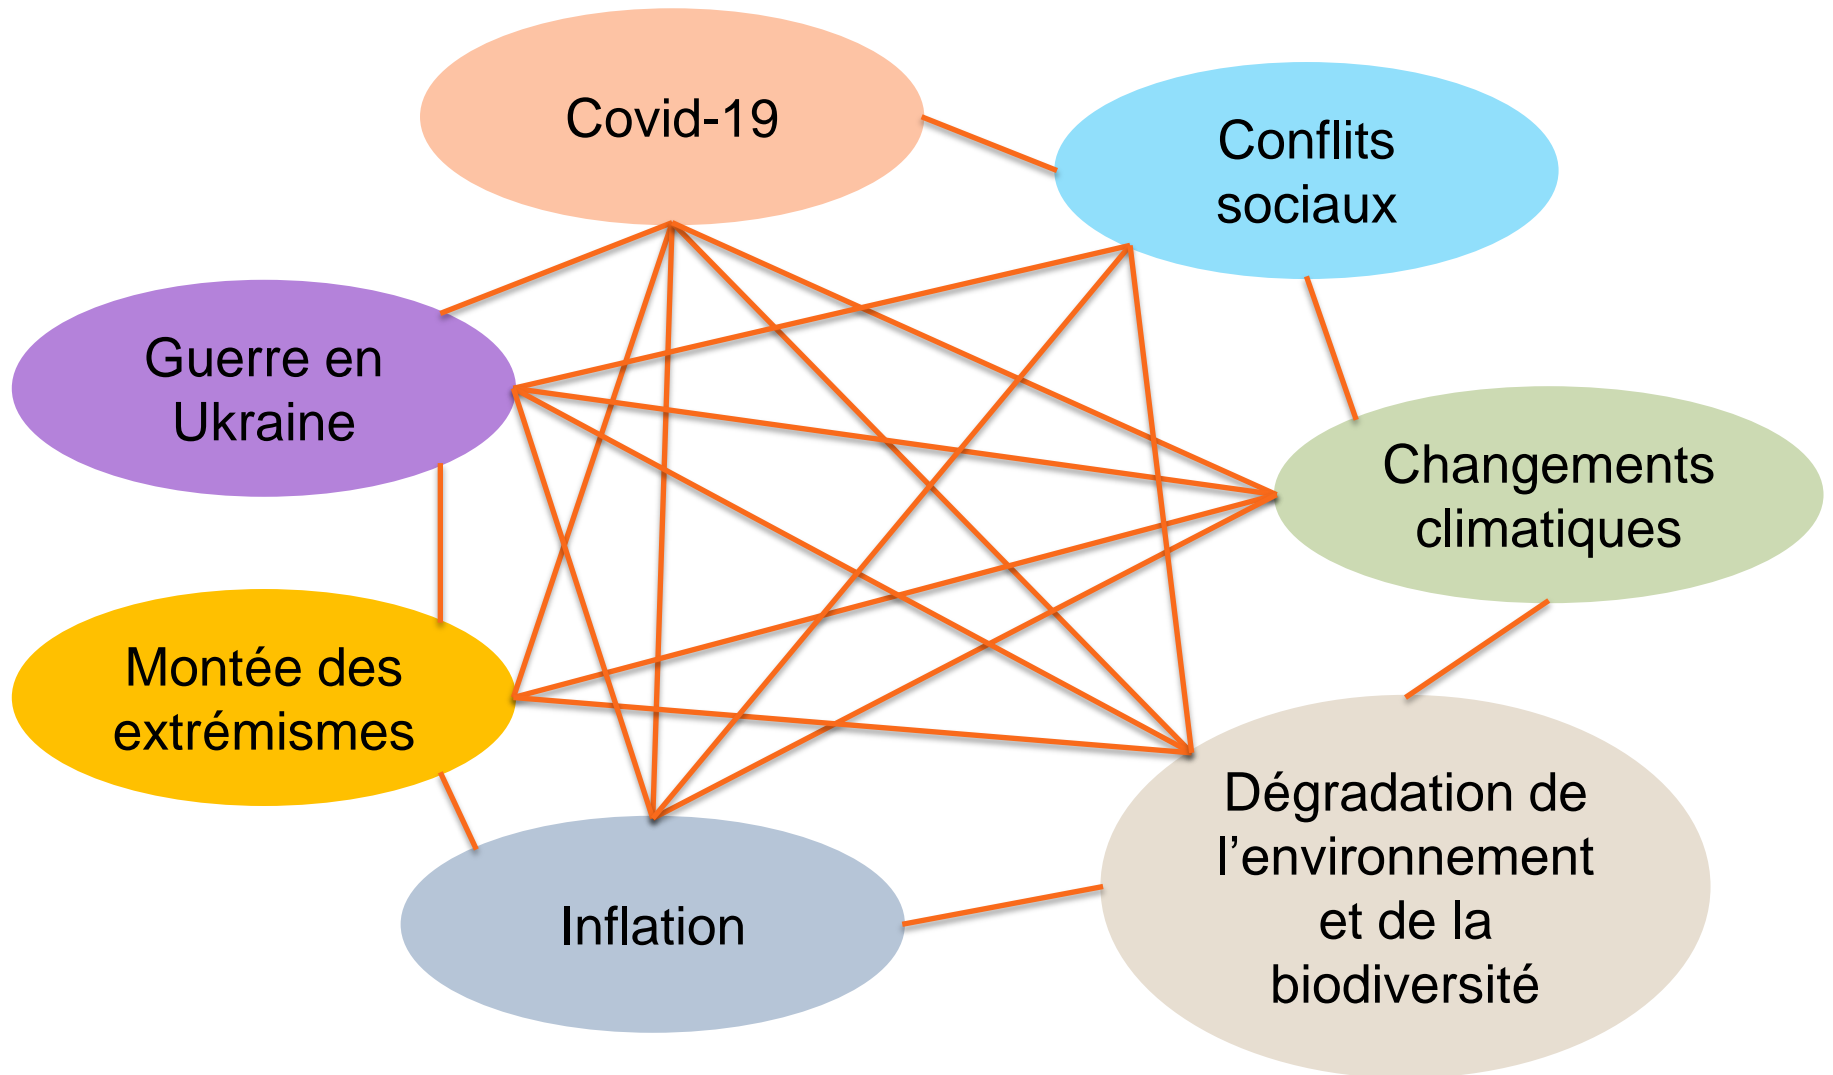 Covid-19
Conflits
sociaux
Guerre en
Ukraine
Changements
climatiques
Montée des
extrémismes
Dégradation de
l’environnement
et de la
biodiversité
Inflation